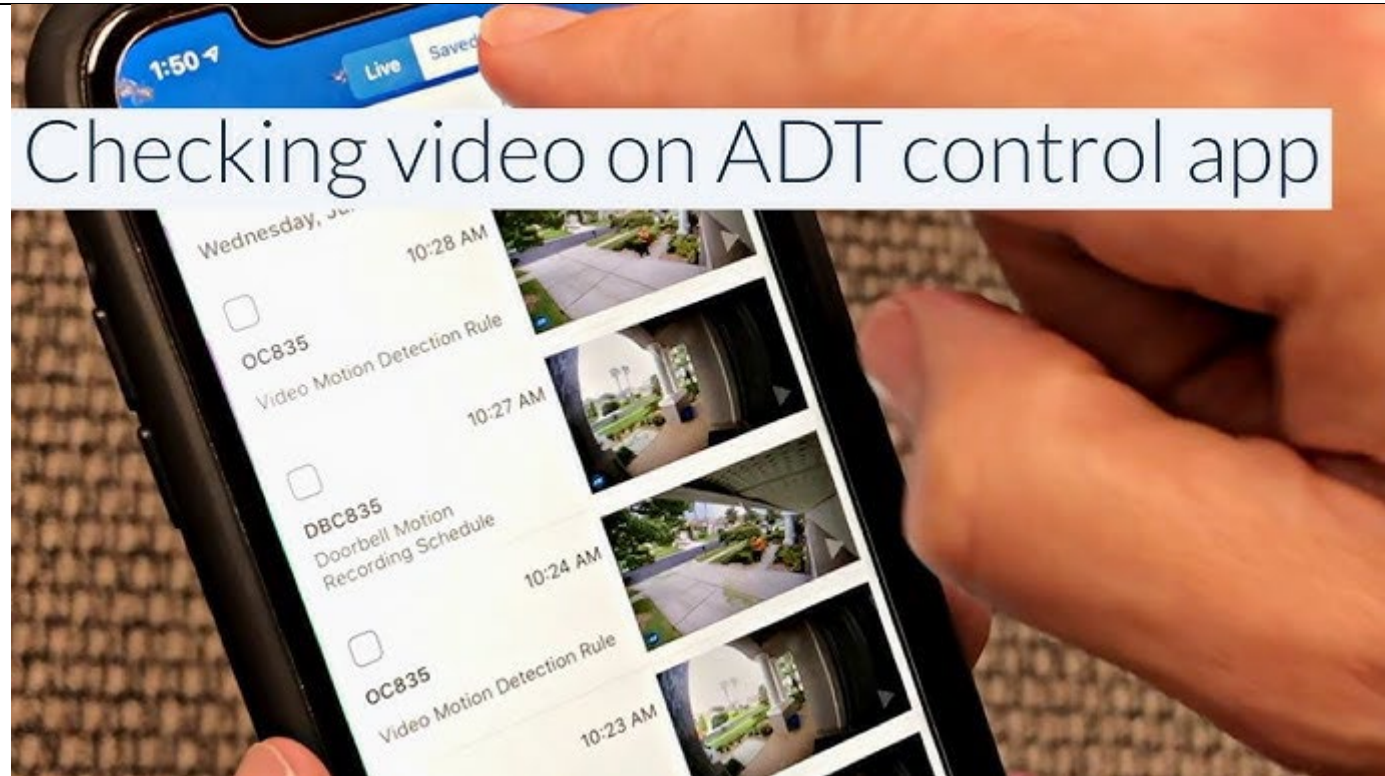 1:50
Live
Saved
Checking video on ADT control app
Wednesday,
10:28 AM
OC835
Video Motion Detection Rule
10:27 AM
DBC835
Doorbell Motion
Recording Schedule
10:24 AM
OC835
Video Motion Detection Rule
10:23 AM